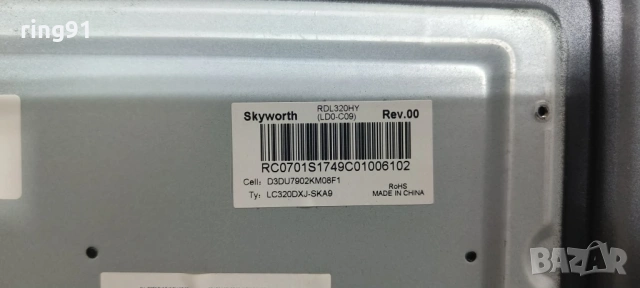 ring91
Skyworth RDL320HY (LD0-C09) Rev.00
RC0701S1749C01006102
Cell: D3DU7902KM08F1
Ty: LC320DXJ-SKA9
RoHS
MADE IN CHINA
BAZAR